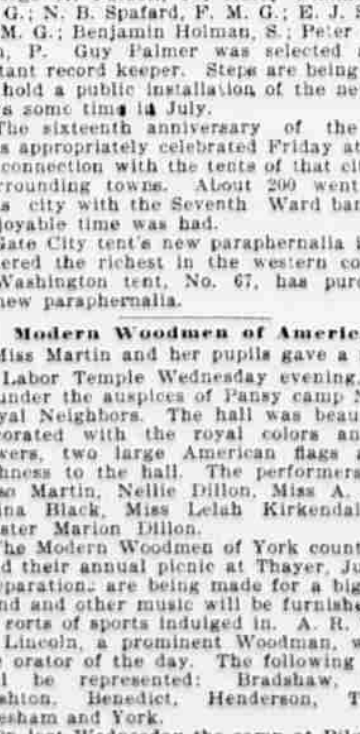 G.; N. B. Spafard, F. M. G.; E. J.
M. G.; Benjamin Holman, S.; Peter
P. Guy Palmer was selected
tant record keeper. Steps are being
hold a public installation of the ne
s some time in July.
The sixteenth anniversary of the
s appropriately celebrated Friday at
connection with the tents of that cit
rrounding towns. About 200 went
s city with the Seventh Ward ban
joyable time was had.
Gate City tent's new paraphernalia i
ered the richest in the western co
Washington tent, No. 67, has purc
new paraphernalia.
Modern Woodmen of Americ
Miss Martin and her pupils gave a
Labor Temple Wednesday evening,
under the auspices of Pansy camp
yal Neighbors. The hall was beau
orated with the royal colors an
wers, two large American flags
hness to the hall. The performers
Martin, Nellie Dillon, Miss A.
ina Black, Miss Lelah Kirkendal
ster Marion Dillon.
The Modern Woodmen of York count
d their annual picnic at Thayer, Ju
eparation. are being made for a big
nd and other music will be furnishe
sorts of sports indulged in. A. R.
Lincoln, a prominent Woodman, w
orator of the day. The following
l be represented: Bradshaw,
shton, Benedict, Henderson, T
esham and York.